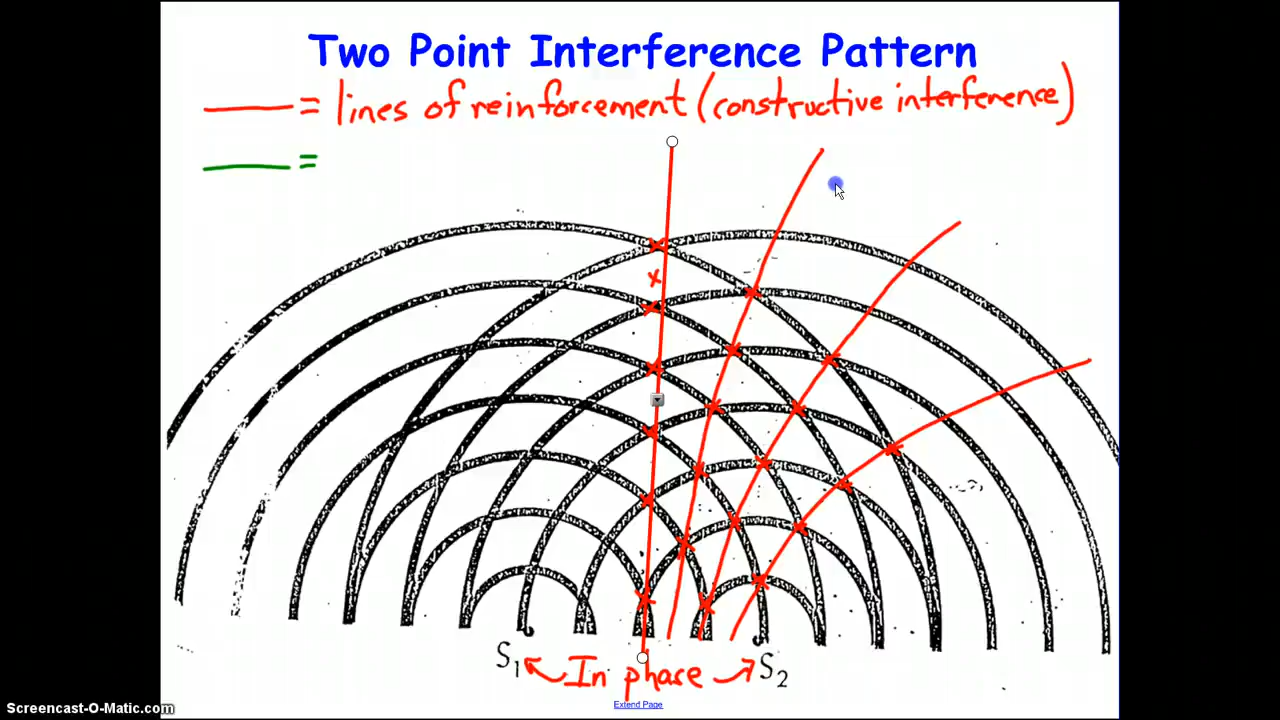 Two Point Interference Pattern
= lines of reinforcement (constructive interference)
=
x
S1 In phase S2
Extend Page
Screencast-O-Matic.com